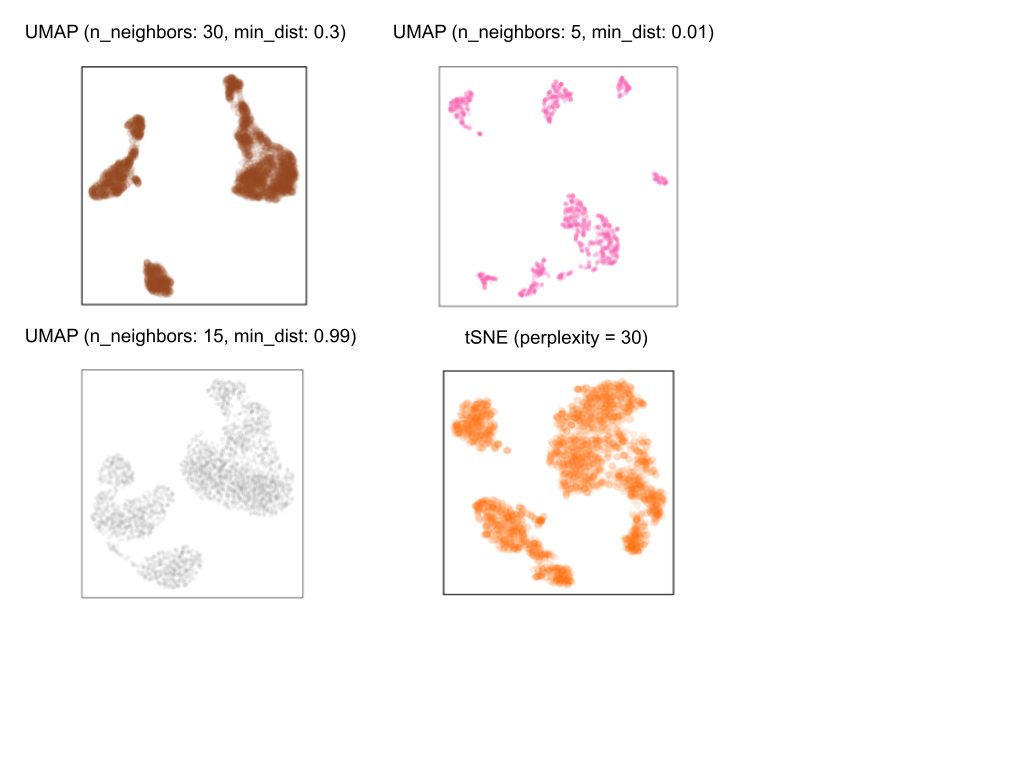 UMAP (n_neighbors: 30, min_dist: 0.3)
UMAP (n_neighbors: 5, min_dist: 0.01)
UMAP (n_neighbors: 15, min_dist: 0.99)
tSNE (perplexity = 30)